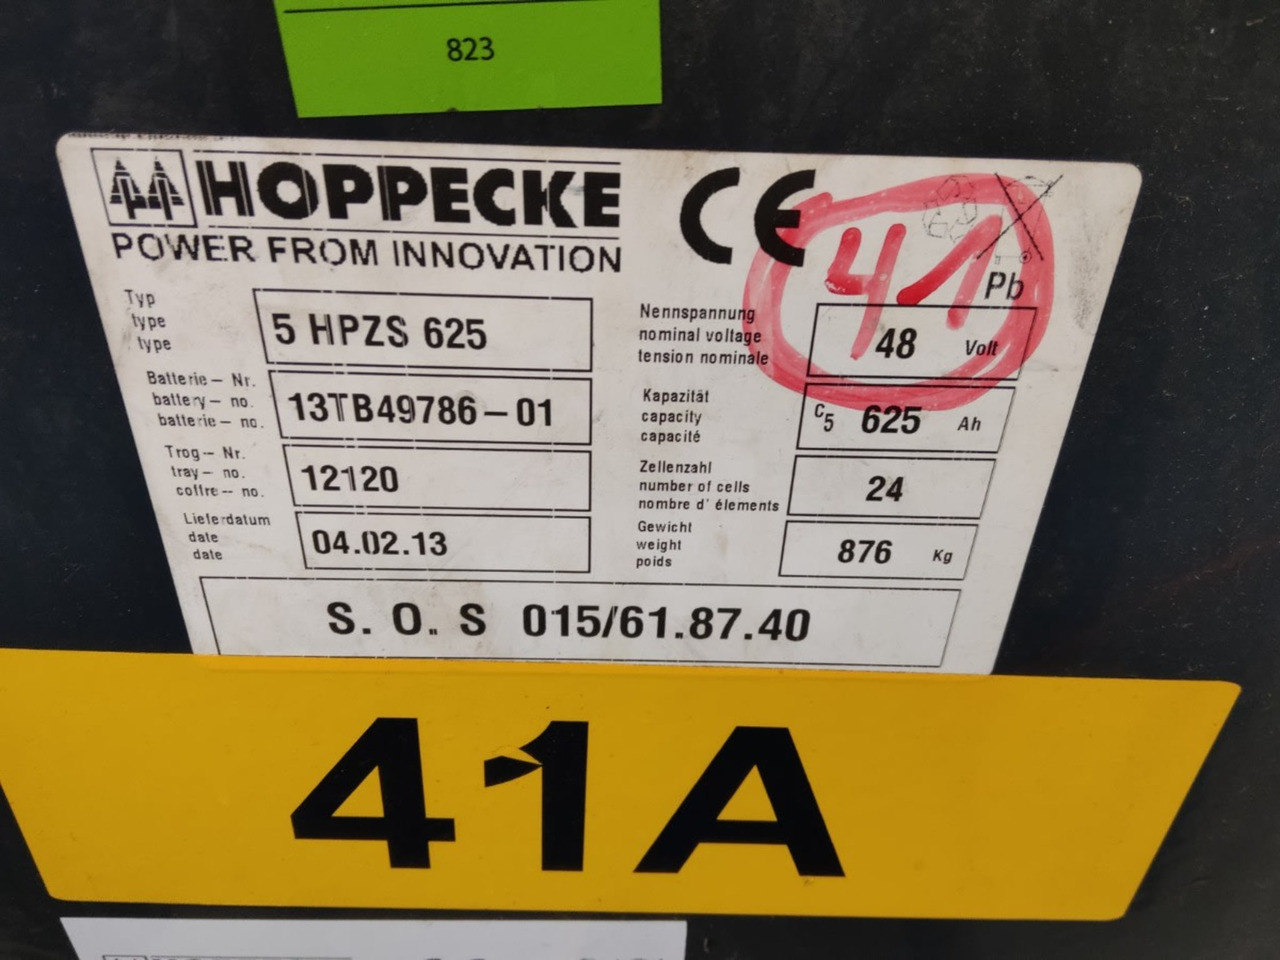 823
HOPPECKE
POWER FROM INNOVATION
CE
41
Pb
Typ
type
type
5 HPZS 625
Batterie – Nr.
battery – no.
batterie – no.
13TB49786–01
Trog – Nr.
tray – no.
coffre – no.
12120
Lieferdatum
date
date
04.02.13
Nennspannung
nominal voltage
tension nominale
48 Volt
Kapazität
capacity
capacité
C5 625 Ah
Zellenzahl
number of cells
nombre d' élements
24
Gewicht
weight
poids
876 Kg
S. O. S 015/61.87.40
41A